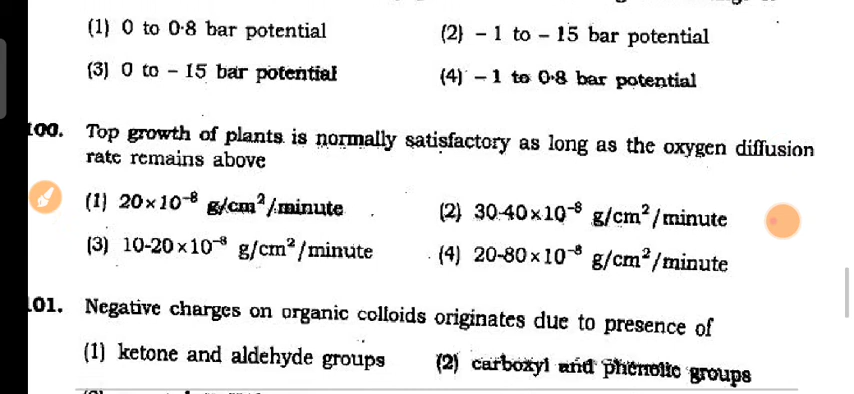 (1) 0 to 0·8 bar potential
(2) – 1 to – 15 bar potential
(3) 0 to – 15 bar potential
(4) – 1 to 0·8 bar potential
100. Top growth of plants is normally satisfactory as long as the oxygen diffusion
rate remains above
(1) 20×10⁻⁸ g/cm²/minute
(2) 30-40×10⁻⁸ g/cm²/minute
(3) 10-20×10⁻⁸ g/cm²/minute
(4) 20-80×10⁻⁸ g/cm²/minute
101. Negative charges on organic colloids originates due to presence of
(1) ketone and aldehyde groups
(2) carboxyl and phenolic groups